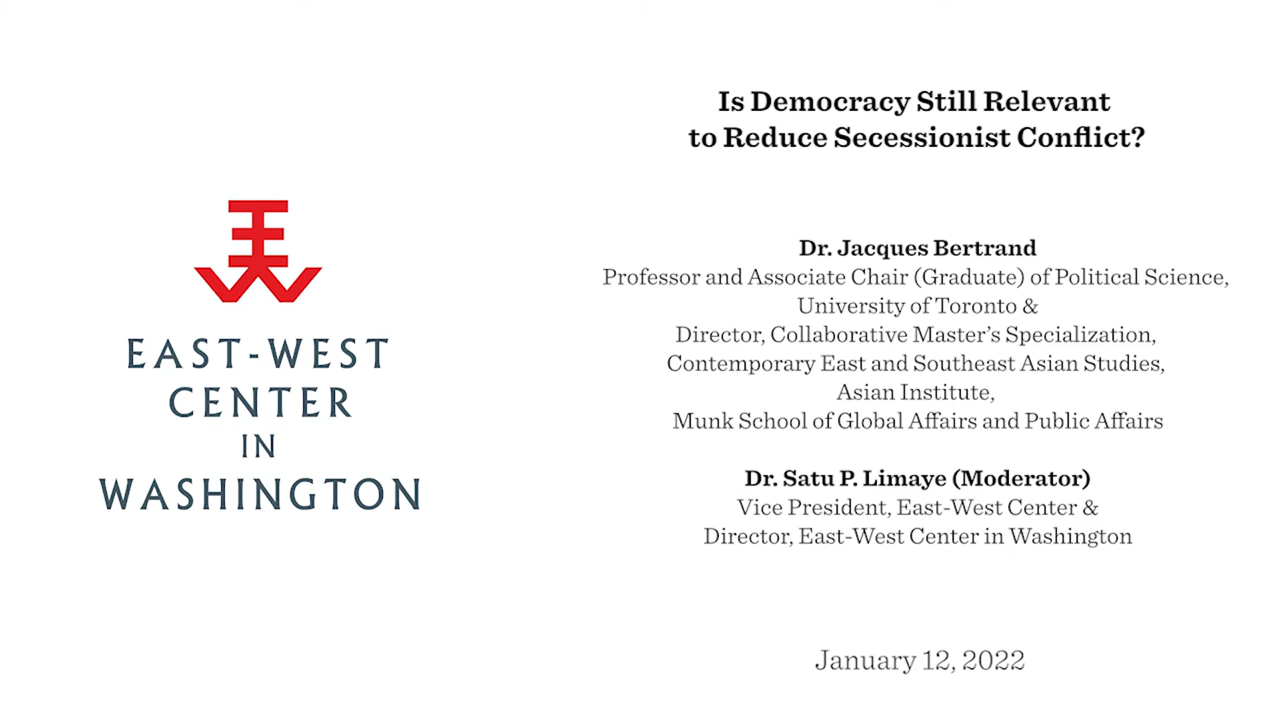 EAST-WEST
CENTER
IN
WASHINGTON
Is Democracy Still Relevant
to Reduce Secessionist Conflict?
Dr. Jacques Bertrand
Professor and Associate Chair (Graduate) of Political Science,
University of Toronto &
Director, Collaborative Master’s Specialization,
Contemporary East and Southeast Asian Studies,
Asian Institute,
Munk School of Global Affairs and Public Affairs
Dr. Satu P. Limaye (Moderator)
Vice President, East-West Center &
Director, East-West Center in Washington
January 12, 2022